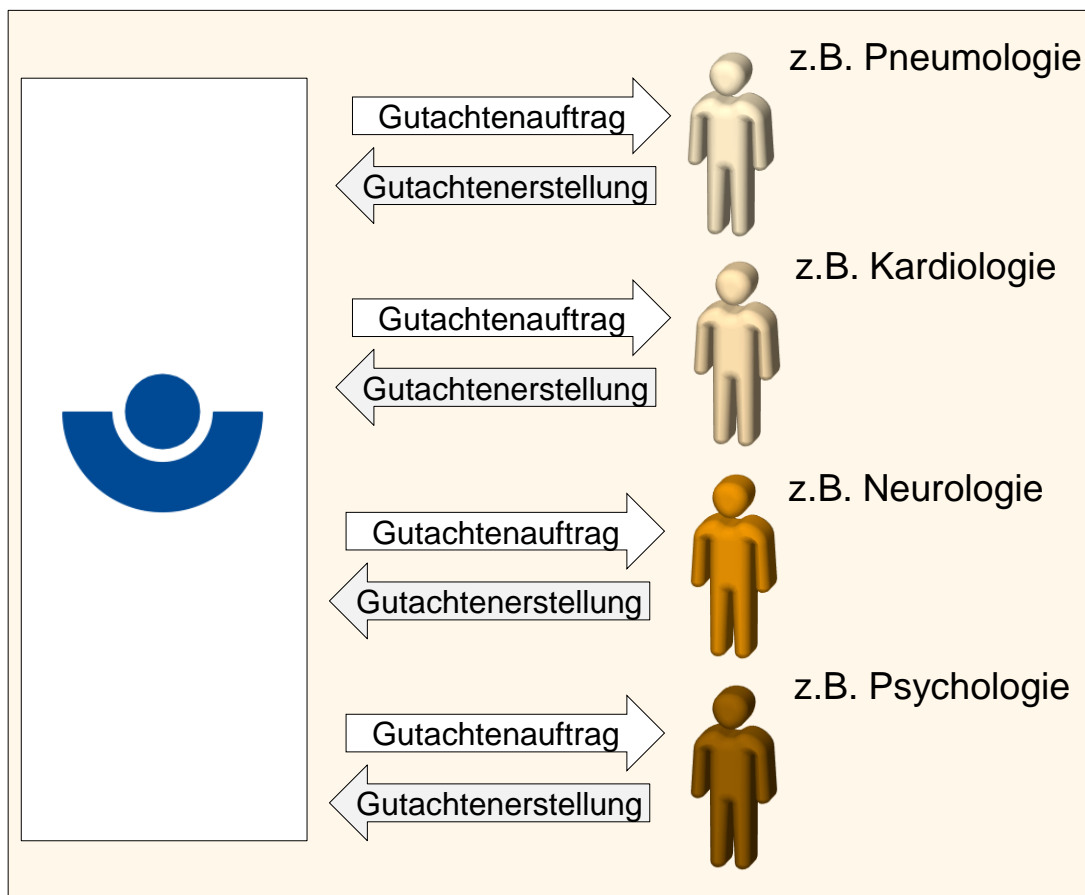 z.B. Pneumologie
Gutachtenauftrag
Gutachtenerstellung
z.B. Kardiologie
Gutachtenauftrag
Gutachtenerstellung
z.B. Neurologie
Gutachtenauftrag
Gutachtenerstellung
z.B. Psychologie
Gutachtenauftrag
Gutachtenerstellung